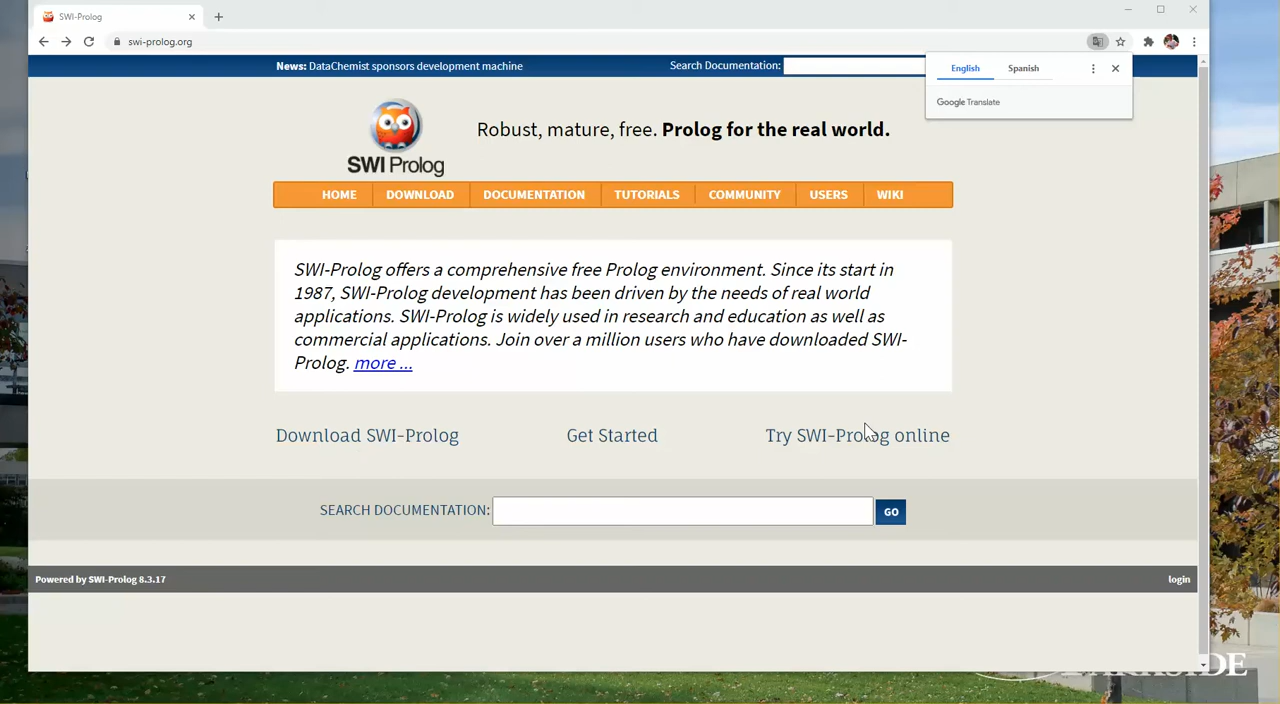 SWI-Prolog
swi-prolog.org
News: DataChemist sponsors development machine
Search Documentation:
English Spanish
Google Translate
SWI Prolog
Robust, mature, free. Prolog for the real world.
HOME DOWNLOAD DOCUMENTATION TUTORIALS COMMUNITY USERS WIKI
SWI-Prolog offers a comprehensive free Prolog environment. Since its start in
1987, SWI-Prolog development has been driven by the needs of real world
applications. SWI-Prolog is widely used in research and education as well as
commercial applications. Join over a million users who have downloaded SWI-
Prolog. more ...
Download SWI-Prolog Get Started Try SWI-Prolog online
SEARCH DOCUMENTATION: GO
Powered by SWI-Prolog 8.3.17 login